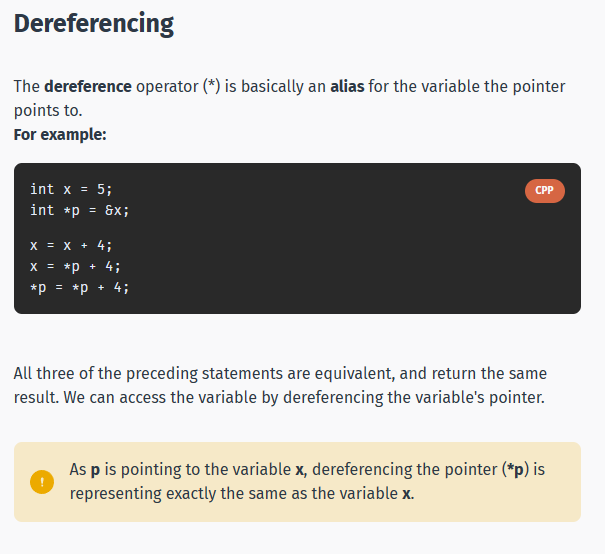 Dereferencing
The dereference operator (*) is basically an alias for the variable the pointer
points to.
For example:
CPP
int x = 5;
int *p = &x;
x = x + 4;
x = *p + 4;
*p = *p + 4;
All three of the preceding statements are equivalent, and return the same
result. We can access the variable by dereferencing the variable's pointer.
!
As p is pointing to the variable x, dereferencing the pointer (*p) is
representing exactly the same as the variable x.